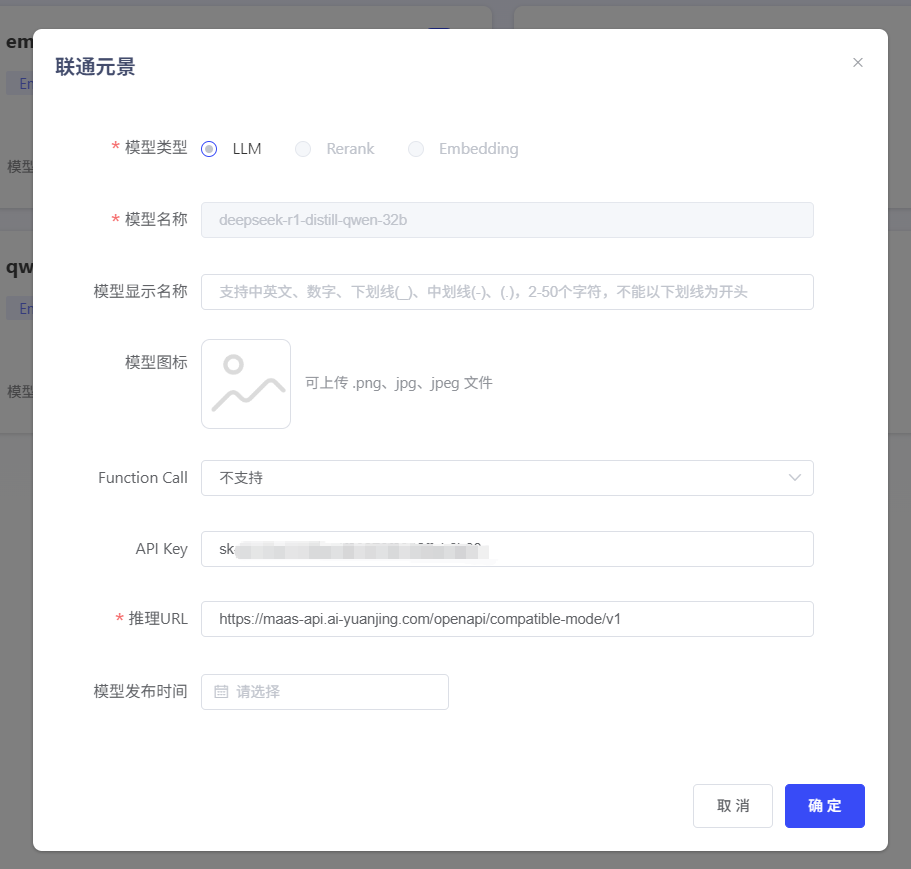 em
联通元景
En
* 模型类型 LLM Rerank Embedding
模型
* 模型名称 deepseek-r1-distill-qwen-32b
qw
模型显示名称 支持中英文、数字、下划线(_)、中划线(-)、(.)，2-50个字符，不能以下划线为开头
En
模型图标
可上传 .png、jpg、jpeg 文件
模型
Function Call 不支持
API Key sk
* 推理URL https://maas-api.ai-yuanjing.com/openapi/compatible-mode/v1
模型发布时间 请选择
取 消 确 定